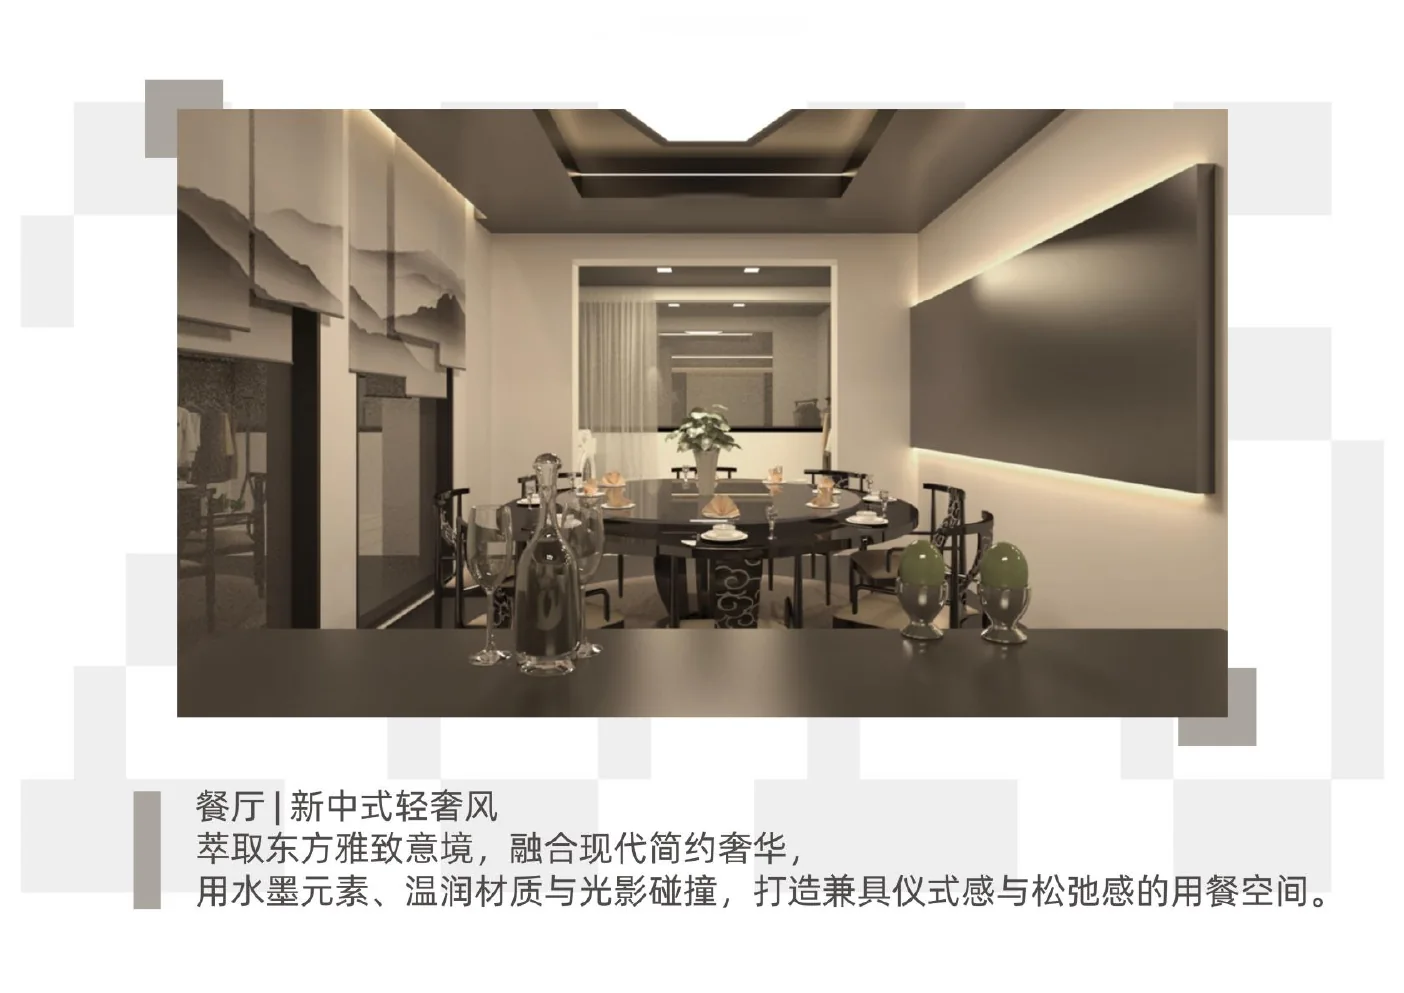 餐厅|新中式轻奢风
萃取东方雅致意境，融合现代简约奢华，
用水墨元素、温润材质与光影碰撞，打造兼具仪式感与松弛感的用餐空间。